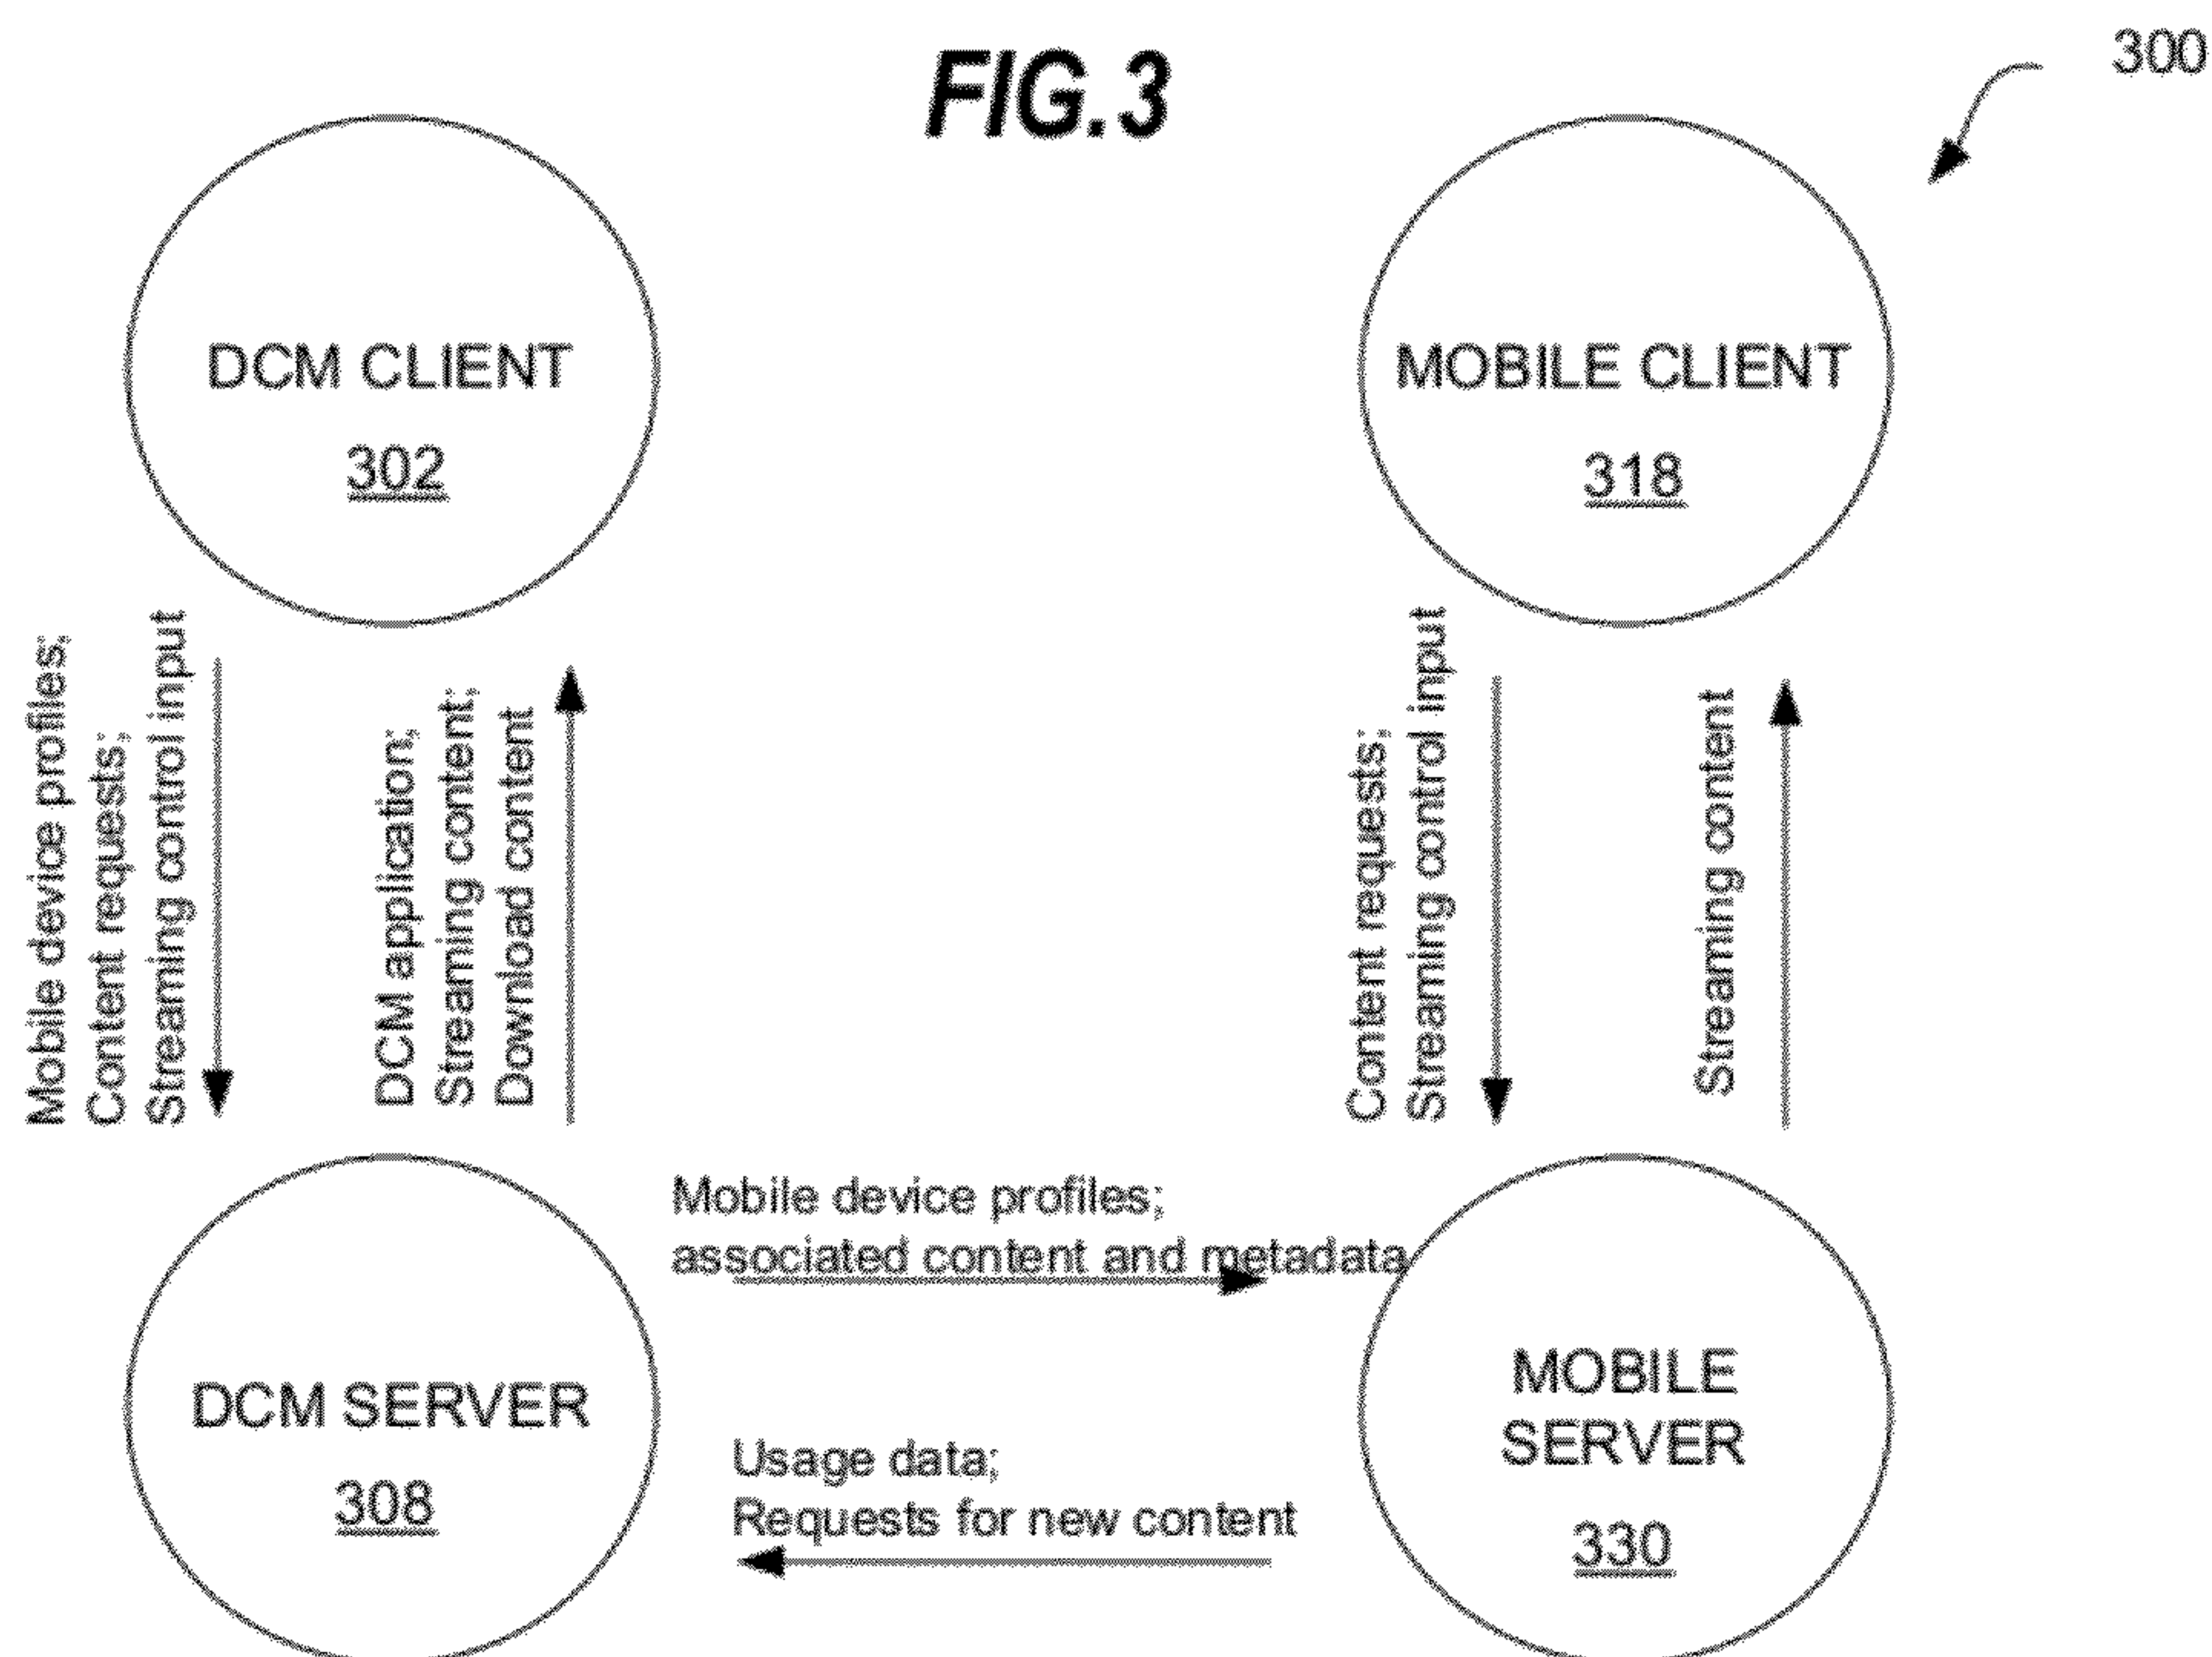 FIG.3
300
DCM CLIENT
302
MOBILE CLIENT
318
Mobile device profiles;
Content requests;
Streaming control input
DCM application;
Streaming content;
Download content
Content requests;
Streaming control input
Streaming content
Mobile device profiles;
associated content and metadata
DCM SERVER
308
Usage data;
Requests for new content
MOBILE
SERVER
330